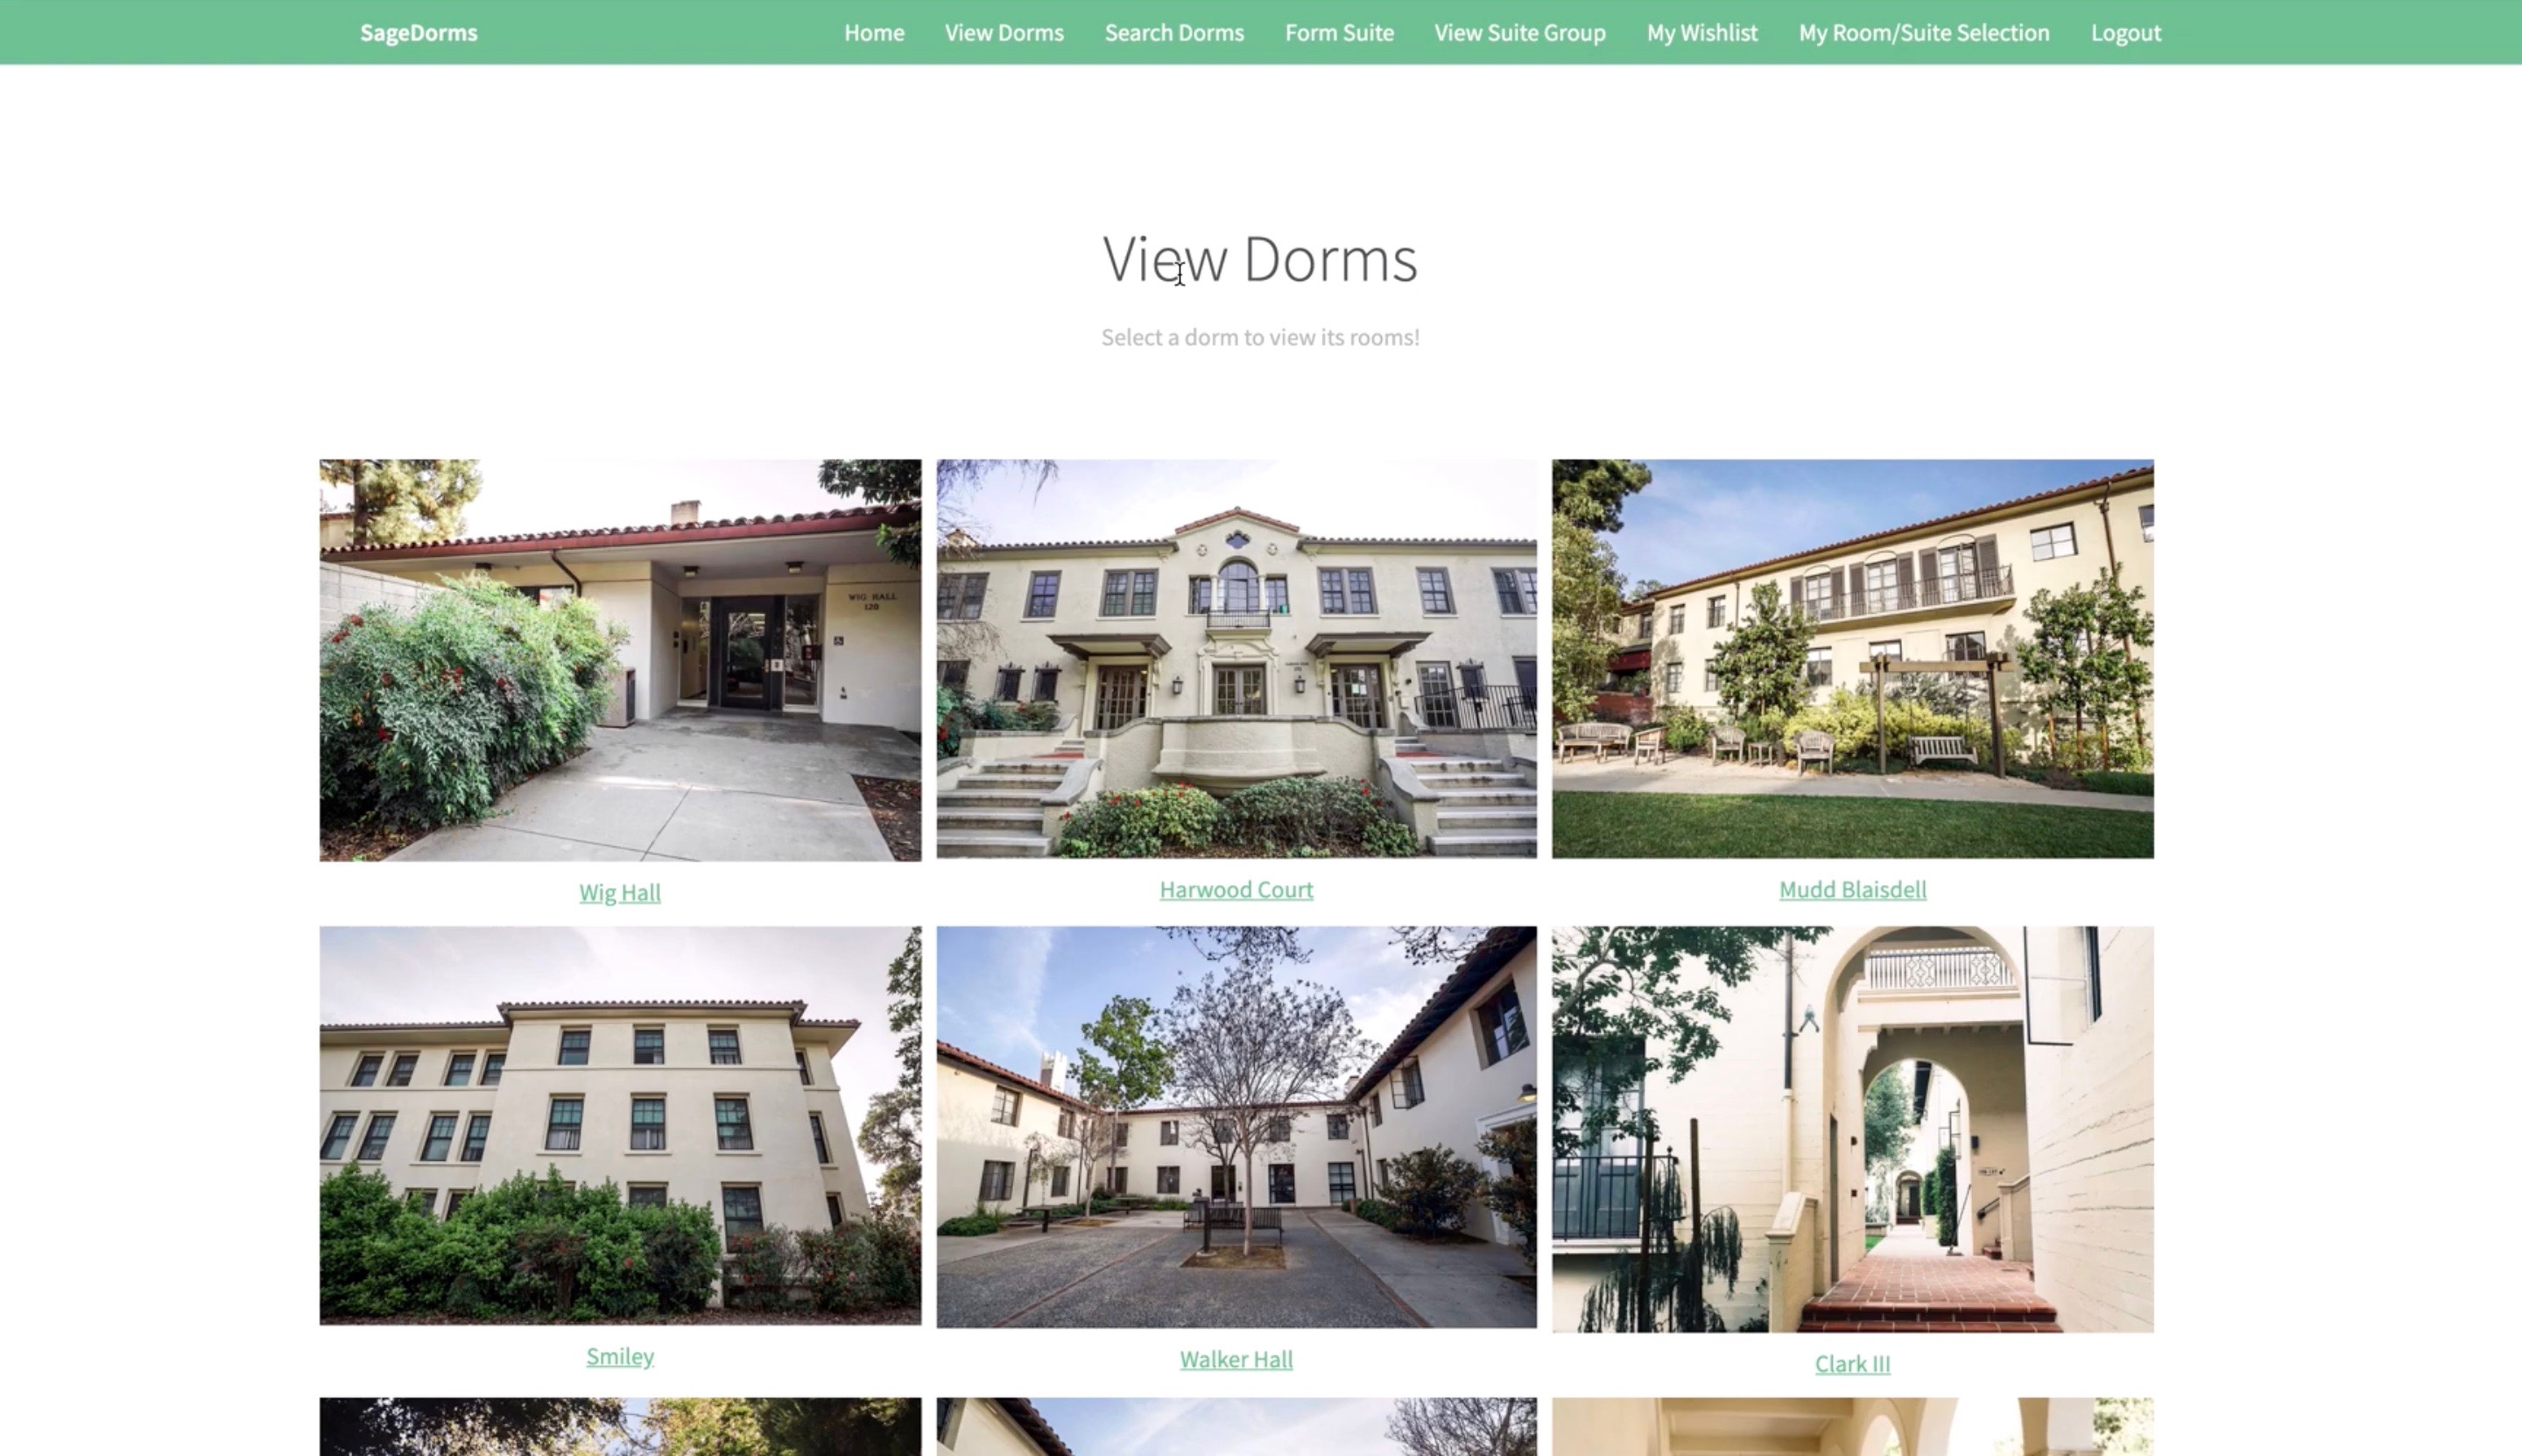 SageDorms Home View Dorms Search Dorms Form Suite View Suite Group My Wishlist My Room/Suite Selection Logout
View Dorms
Select a dorm to view its rooms!
WIG HALL
120
Wig Hall Harwood Court Mudd Blaisdell
Smiley Walker Hall Clark III